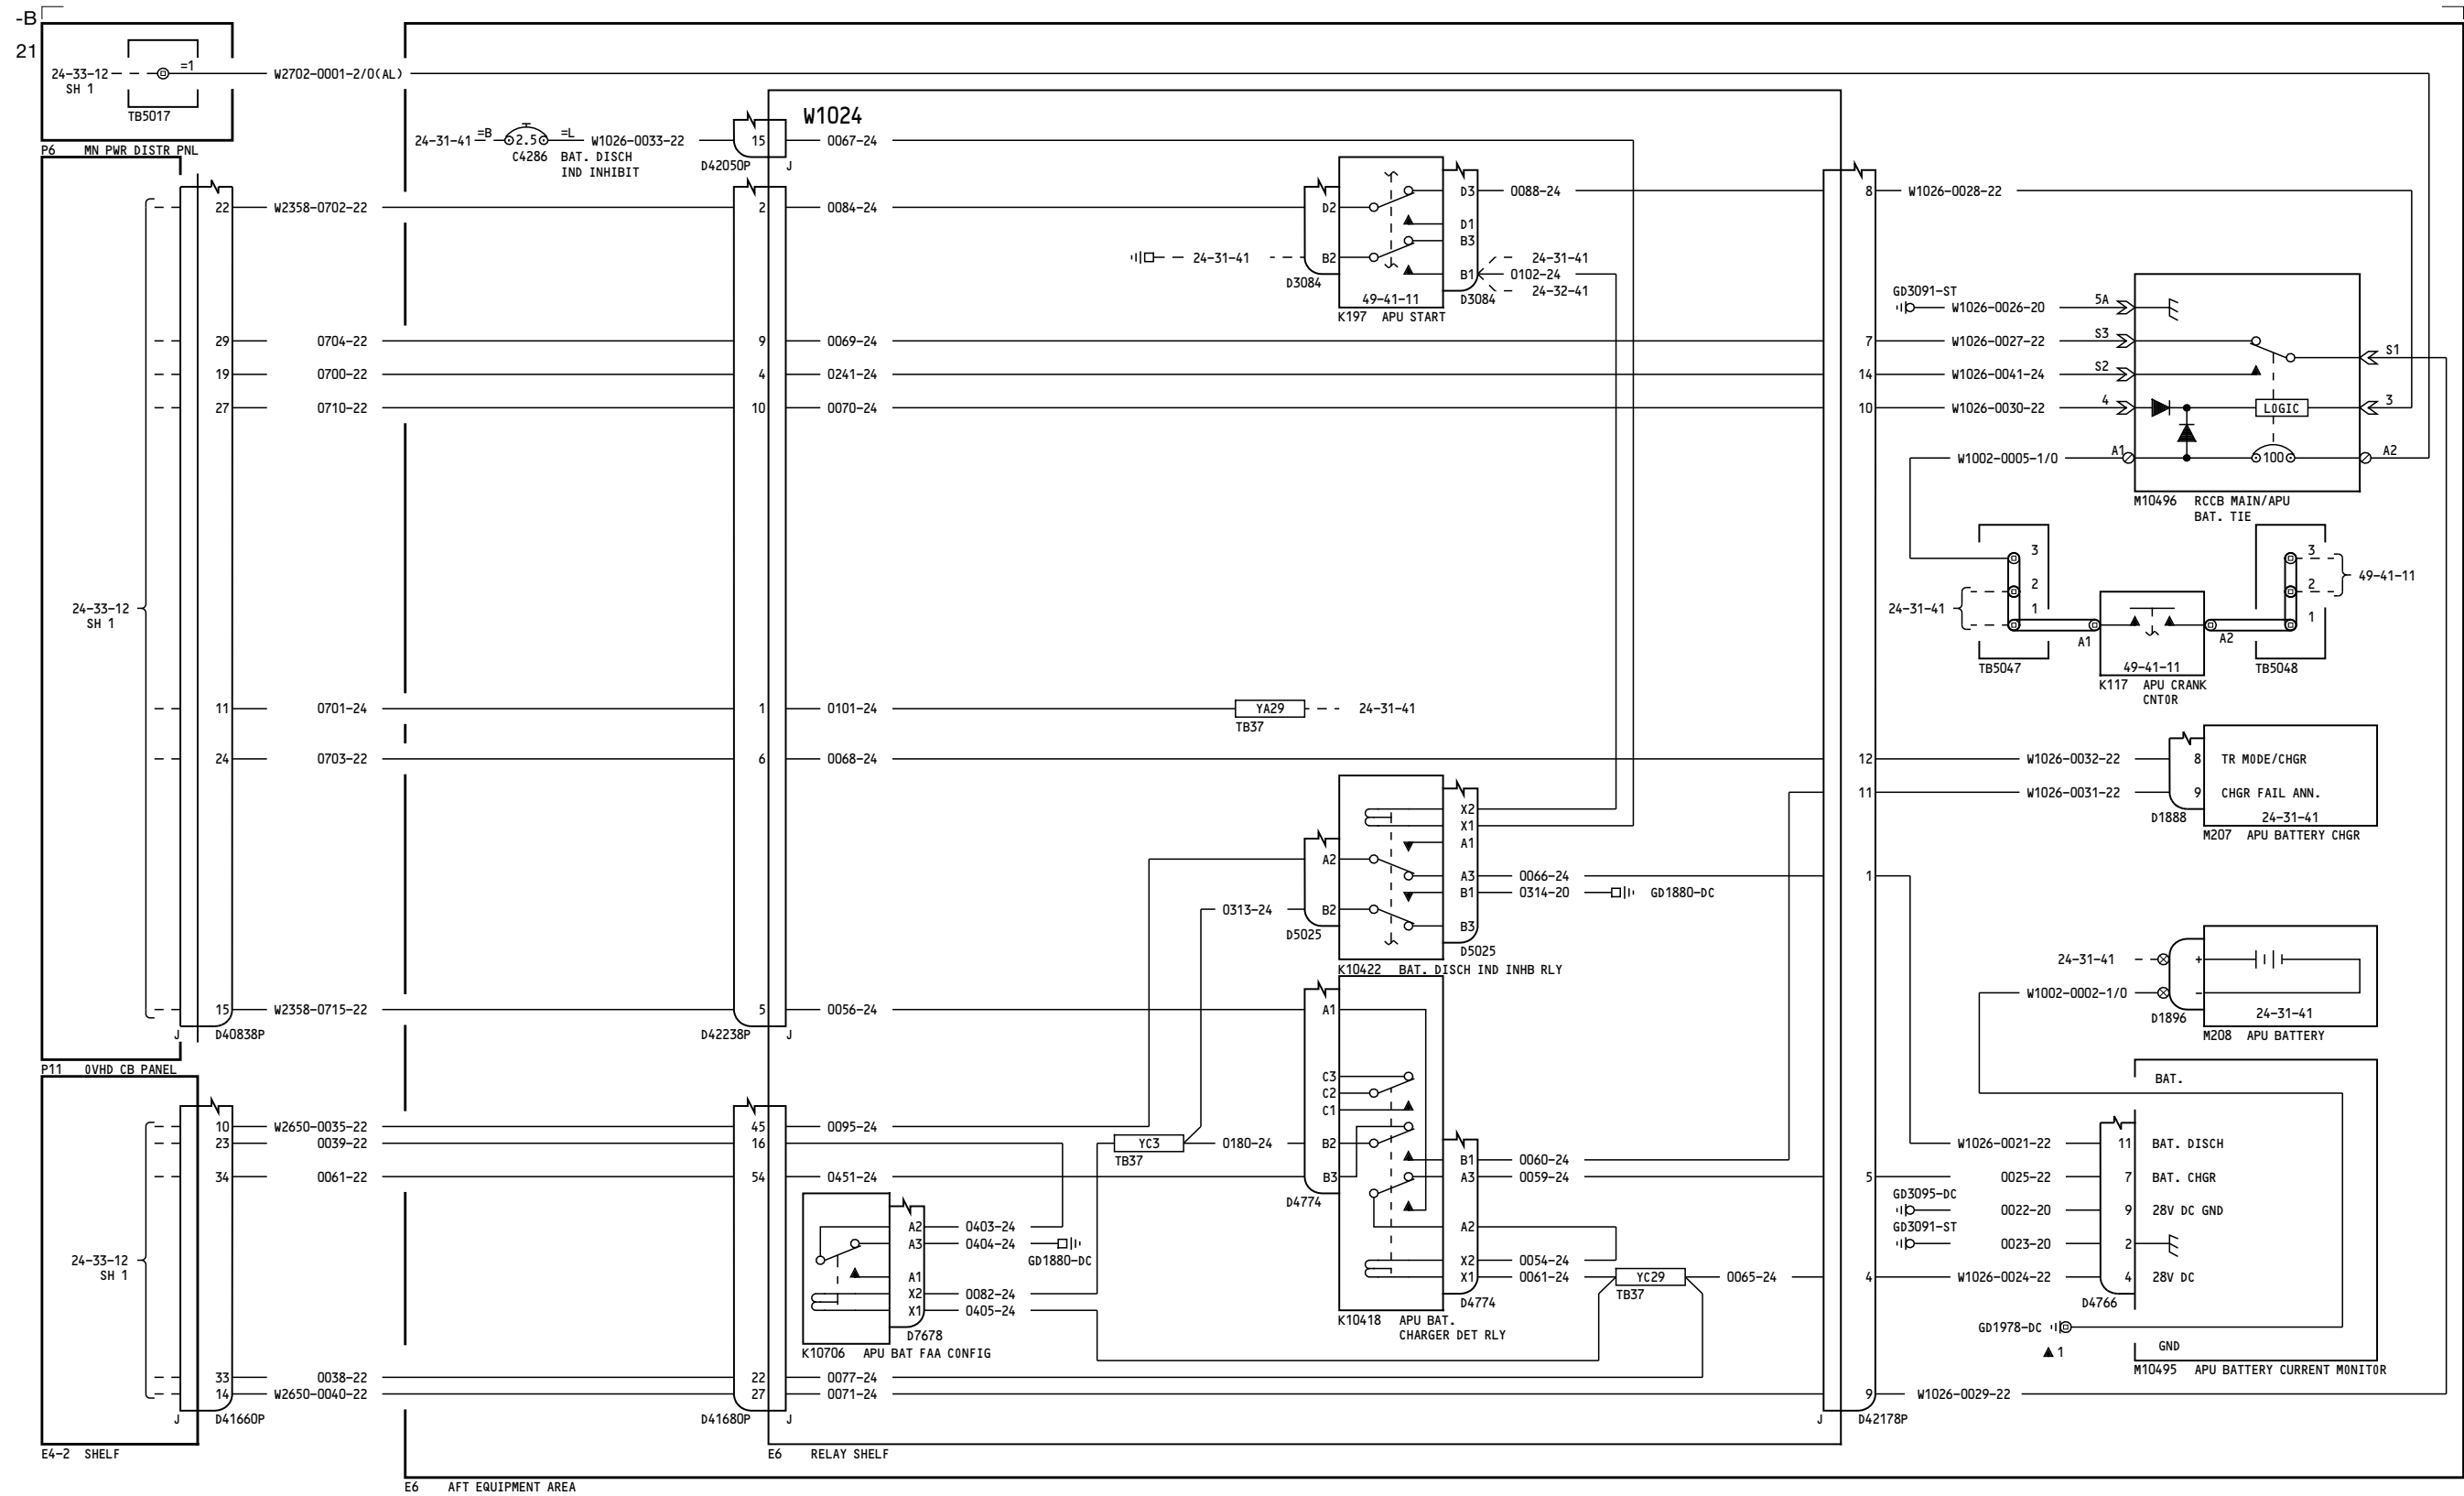 -B
21
24-33-12
SH 1
=1
TB5017
W2702-0001-2/0(AL)
P6 MN PWR DISTR PNL
24-31-41
=B
2.5
=L
C4286
W1026-0033-22
BAT. DISCH
IND INHIBIT
15
D42050P
J
W1024
0067-24
22
W2358-0702-22
2
0084-24
D2
B2
D3084
24-31-41
49-41-11
K197 APU START
D3
D1
B3
B1
D3084
0088-24
24-31-41
0102-24
24-32-41
8
W1026-0028-22
29
0704-22
9
0069-24
7
W1026-0027-22
S3
19
0700-22
4
0241-24
14
W1026-0041-24
S2
27
0710-22
10
0070-24
10
W1026-0030-22
4
GD3091-ST
W1026-0026-20
5A
S1
LOGIC
3
W1002-0005-1/0
A1
100
A2
M10496 RCCB MAIN/APU
BAT. TIE
24-33-12
SH 1
24-31-41
3
2
1
TB5047
A1
49-41-11
K117 APU CRANK
CNTOR
A2
3
2
1
TB5048
49-41-11
11
0701-24
1
0101-24
YA29
TB37
24-31-41
24
0703-22
6
0068-24
12
W1026-0032-22
8
TR MODE/CHGR
11
W1026-0031-22
9
CHGR FAIL ANN.
D1888
24-31-41
M207 APU BATTERY CHGR
X2
X1
A1
A2
A3
0066-24
1
B1
0314-20
GD1880-DC
0313-24
B2
B3
D5025
D5025
K10422 BAT. DISCH IND INHB RLY
24-31-41
+
W1002-0002-1/0
-
D1896
24-31-41
M208 APU BATTERY
15
W2358-0715-22
5
0056-24
A1
J
D40838P
D42238P
J
P11 OVHD CB PANEL
C3
C2
C1
B2
B3
D4774
10
W2650-0035-22
45
0095-24
23
0039-22
16
YC3
TB37
0180-24
34
0061-22
54
0451-24
B1
0060-24
A3
0059-24
5
A2
X2
0054-24
X1
0061-24
D4774
K10418 APU BAT.
CHARGER DET RLY
YC29
TB37
0065-24
4
24-33-12
SH 1
A2
0403-24
A3
0404-24
GD1880-DC
A1
X2
0082-24
X1
0405-24
D7678
K10706 APU BAT FAA CONFIG
BAT.
W1026-0021-22
11
BAT. DISCH
0025-22
7
BAT. CHGR
GD3095-DC
0022-20
9
28V DC GND
GD3091-ST
0023-20
2
W1026-0024-22
4
28V DC
D4766
GD1978-DC
1
GND
M10495 APU BATTERY CURRENT MONITOR
33
0038-22
22
0077-24
14
W2650-0040-22
27
0071-24
9
W1026-0029-22
J
D41660P
D41680P
J
J
D42178P
E4-2 SHELF
E6 RELAY SHELF
E6 AFT EQUIPMENT AREA